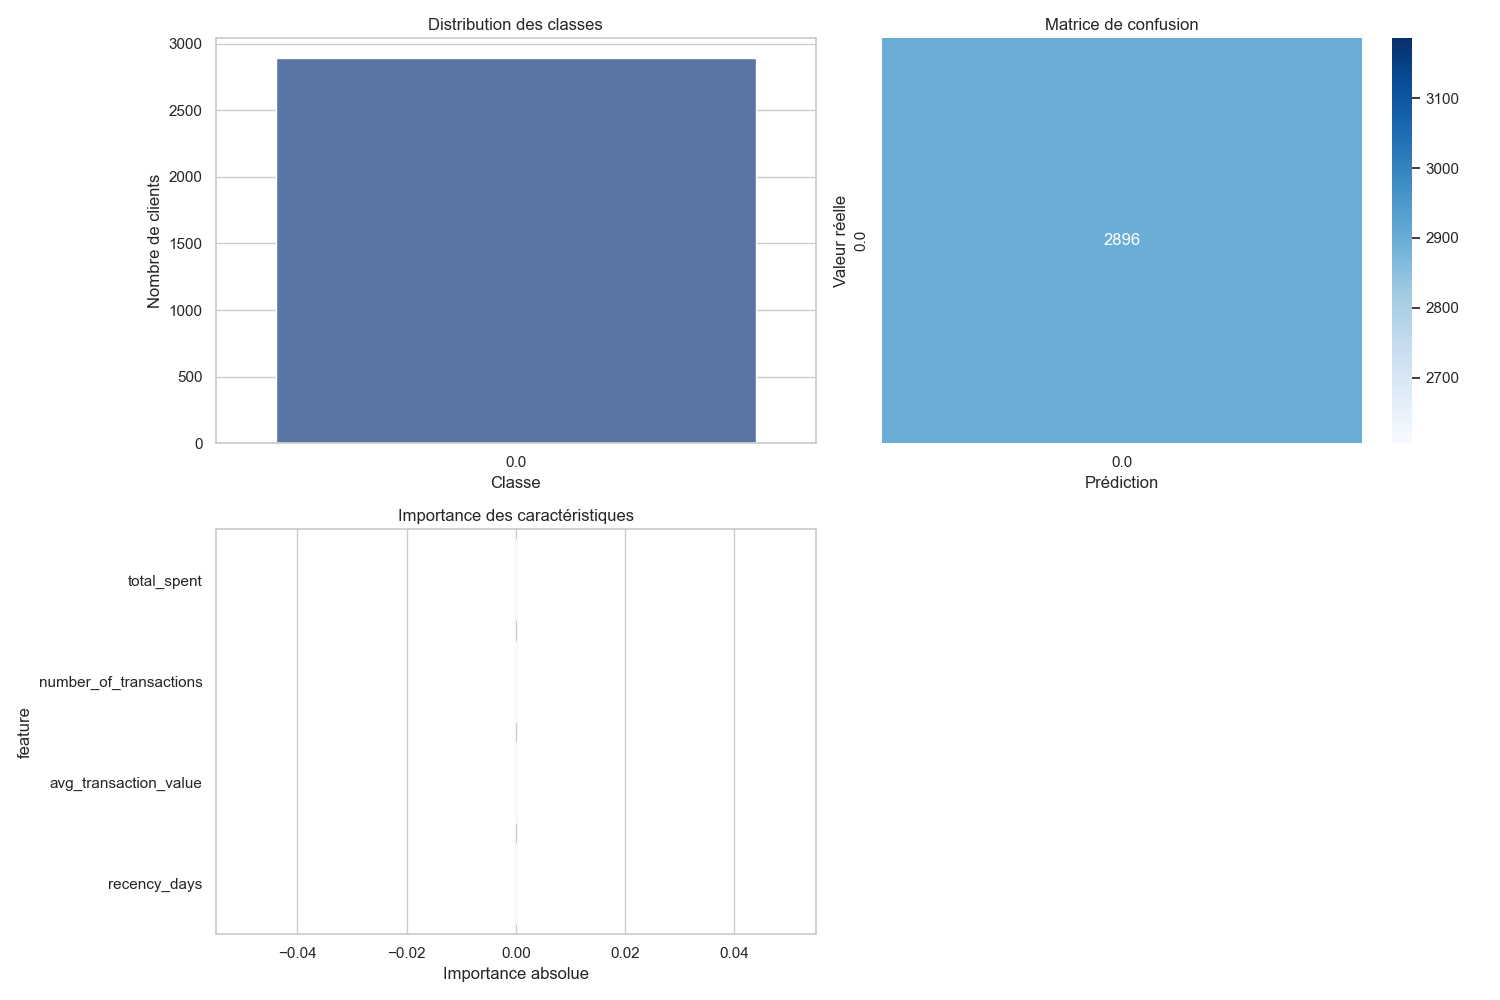 Distribution des classes
3000
2500
2000
1500
1000
500
0
Nombre de clients
0.0
Classe
Matrice de confusion
2896
Valeur réelle
0.0
0.0
Prédiction
3100
3000
2900
2800
2700
Importance des caractéristiques
total_spent
number_of_transactions
avg_transaction_value
recency_days
feature
−0.04
−0.02
0.00
0.02
0.04
Importance absolue